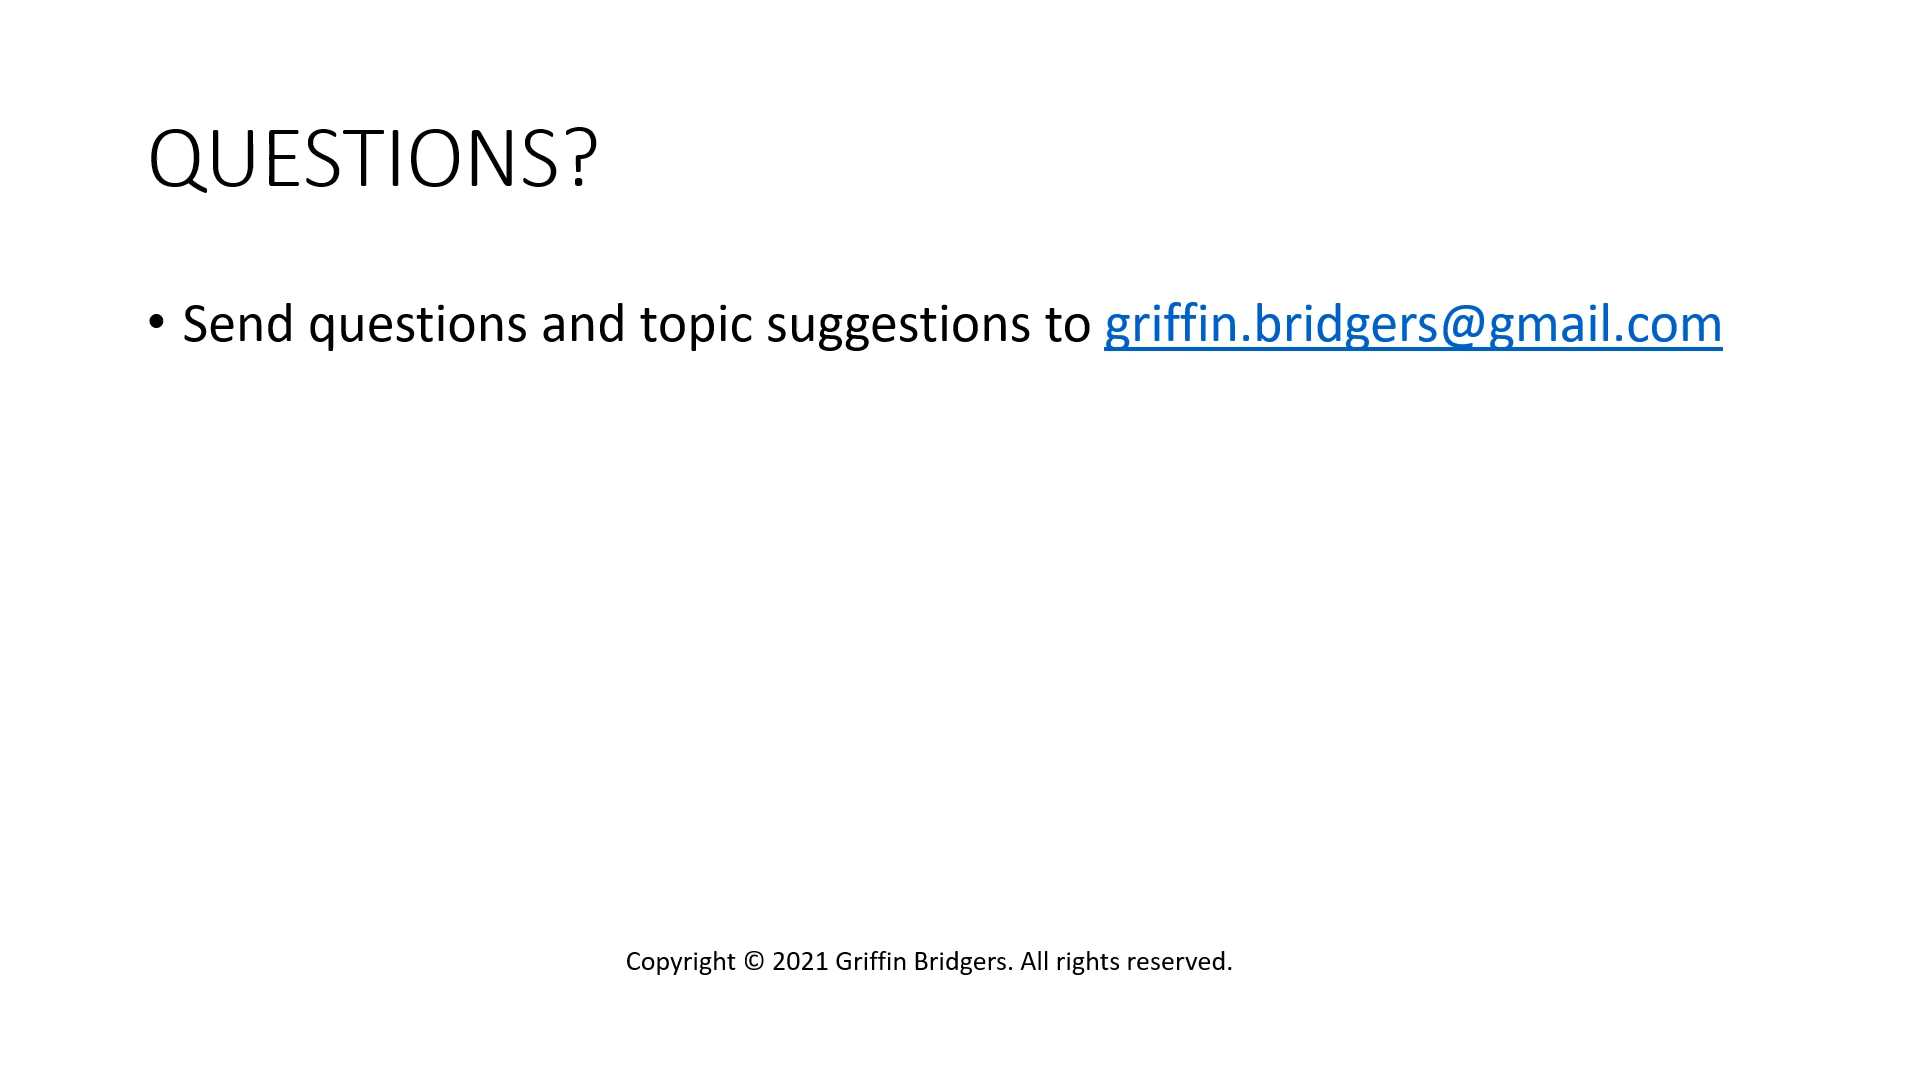 QUESTIONS?
• Send questions and topic suggestions to griffin.bridgers@gmail.com
Copyright © 2021 Griffin Bridgers. All rights reserved.